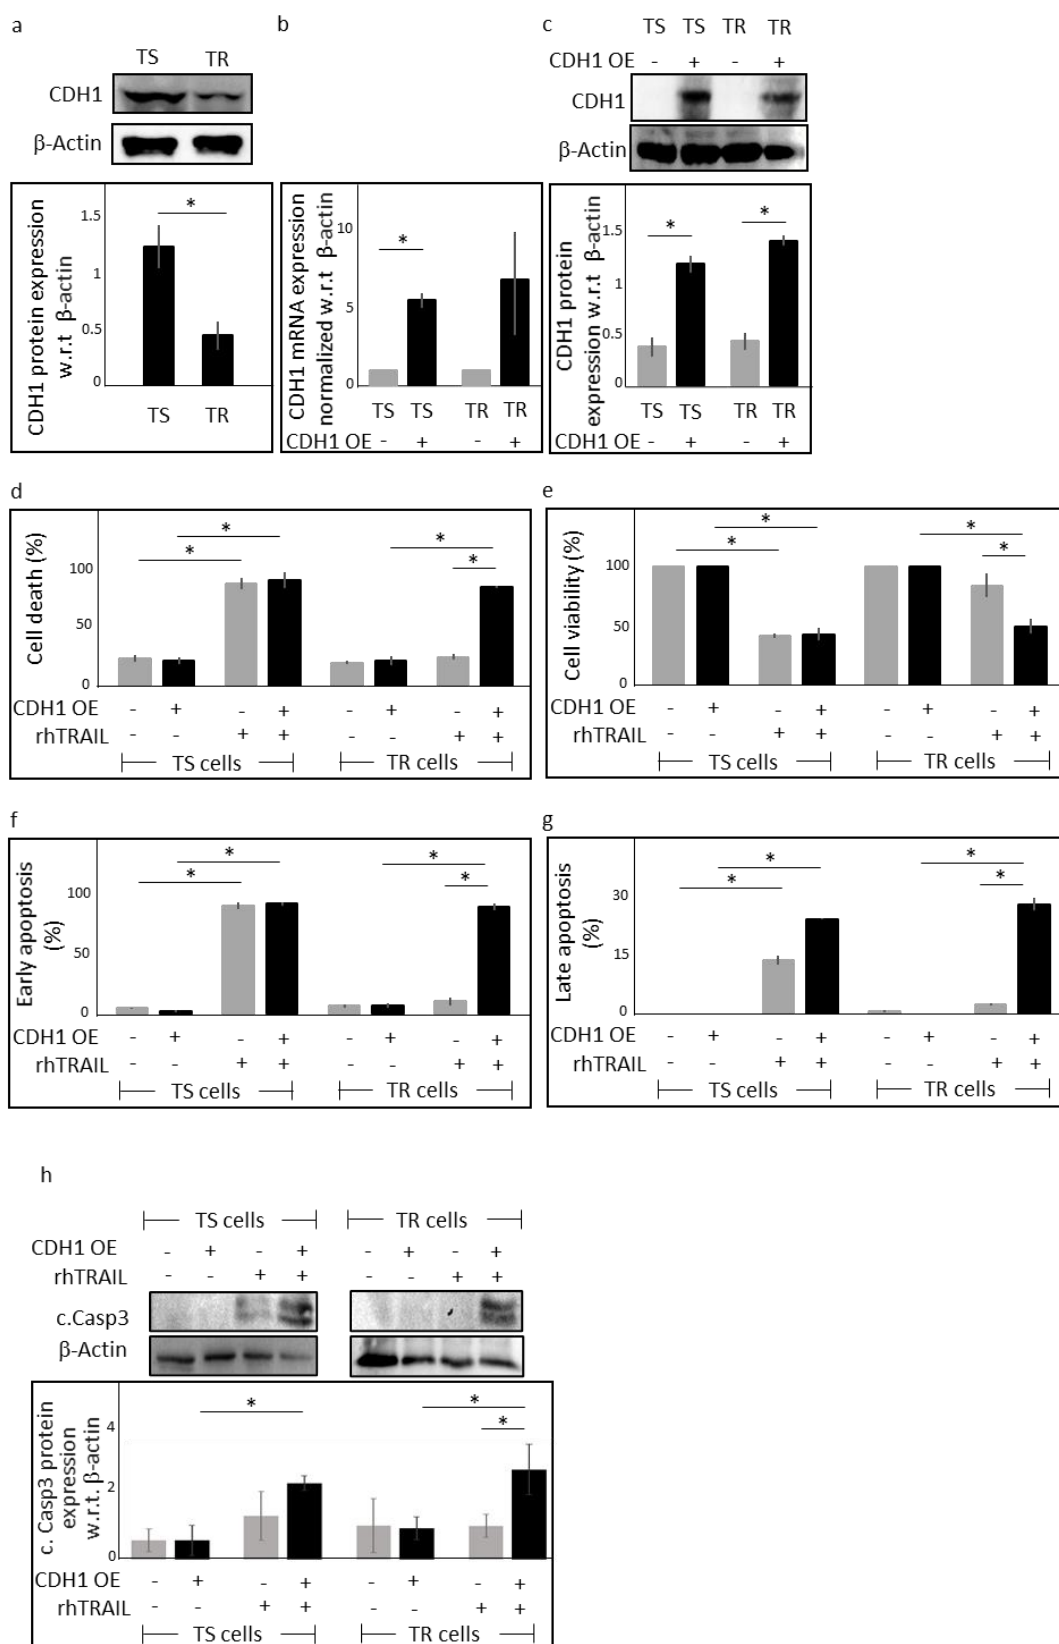 a
b
c
TS TR
CDH1
β-Actin
CDH1 protein expression
w.r.t β-actin
1.5
1
0.5
0
*
TS TR
CDH1 mRNA expression
normalized w.r.t β-actin
10
5
0
*
TS TS TR TR
CDH1 OE - + - +
TS TS TR TR
CDH1 OE - + - +
CDH1
β-Actin
CDH1 protein
expression w.r.t β-actin
1.5
1
0.5
0
* *
TS TS TR TR
CDH1 OE - + - +
d
Cell death (%)
100
50
0
* * * *
CDH1 OE - + - + - + - +
rhTRAIL - - + + - - + +
TS cells TR cells
e
Cell viability (%)
100
50
0
* * * *
CDH1 OE - + - + - + - +
rhTRAIL - - + + - - + +
TS cells TR cells
f
Early apoptosis
(%)
100
50
0
* * * *
CDH1 OE - + - + - + - +
rhTRAIL - - + + - - + +
TS cells TR cells
g
Late apoptosis
(%)
30
15
0
* * * *
CDH1 OE - + - + - + - +
rhTRAIL - - + + - - + +
TS cells TR cells
h
TS cells TR cells
CDH1 OE - + - + - + - +
rhTRAIL - - + + - - + +
c.Casp3
β-Actin
c. Casp3 protein
expression
w.r.t. β-actin
4
2
0
* * *
CDH1 OE - + - + - + - +
rhTRAIL - - + + - - + +
TS cells TR cells